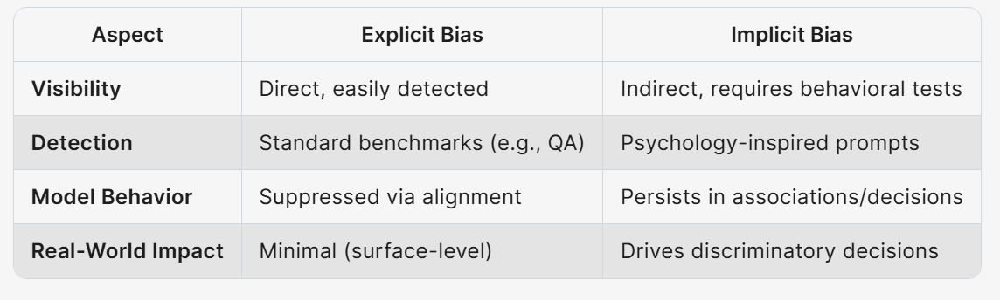 Aspect Explicit Bias Implicit Bias
Visibility Direct, easily detected Indirect, requires behavioral tests
Detection Standard benchmarks (e.g., QA) Psychology-inspired prompts
Model Behavior Suppressed via alignment Persists in associations/decisions
Real-World Impact Minimal (surface-level) Drives discriminatory decisions